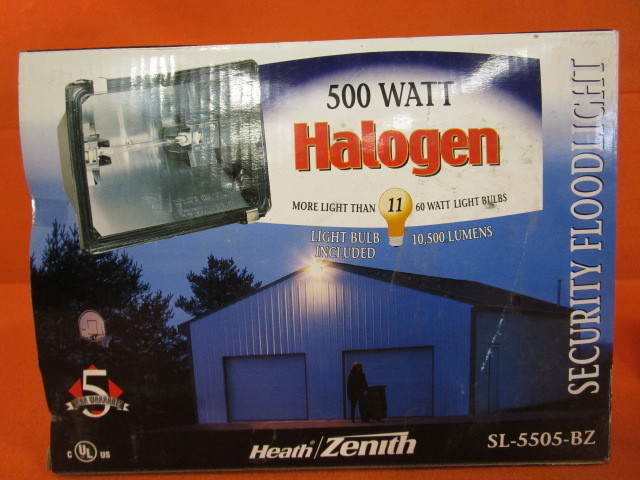 500 WATT
Halogen
MORE LIGHT THAN 11 60 WATT LIGHT BULBS
LIGHT BULB INCLUDED
10,500 LUMENS
SECURITY FLOODLIGHT
5
YEAR WARRANTY
C UL US
Heath®/Zenith
SL-5505-BZ